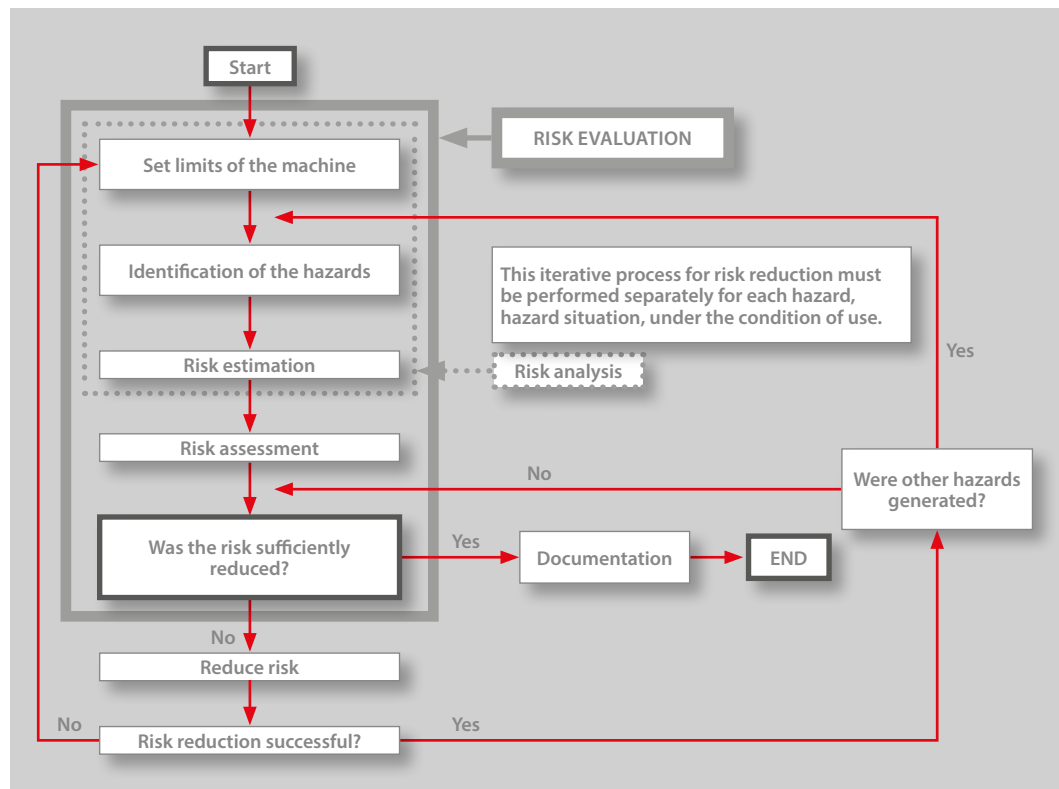 Start
RISK EVALUATION
Set limits of the machine
Identification of the hazards
This iterative process for risk reduction must
be performed separately for each hazard,
hazard situation, under the condition of use.
Yes
Risk estimation
Risk analysis
Risk assessment
No
Were other hazards
generated?
Was the risk sufficiently
reduced?
Yes
Documentation
END
No
Reduce risk
No
Risk reduction successful?
Yes